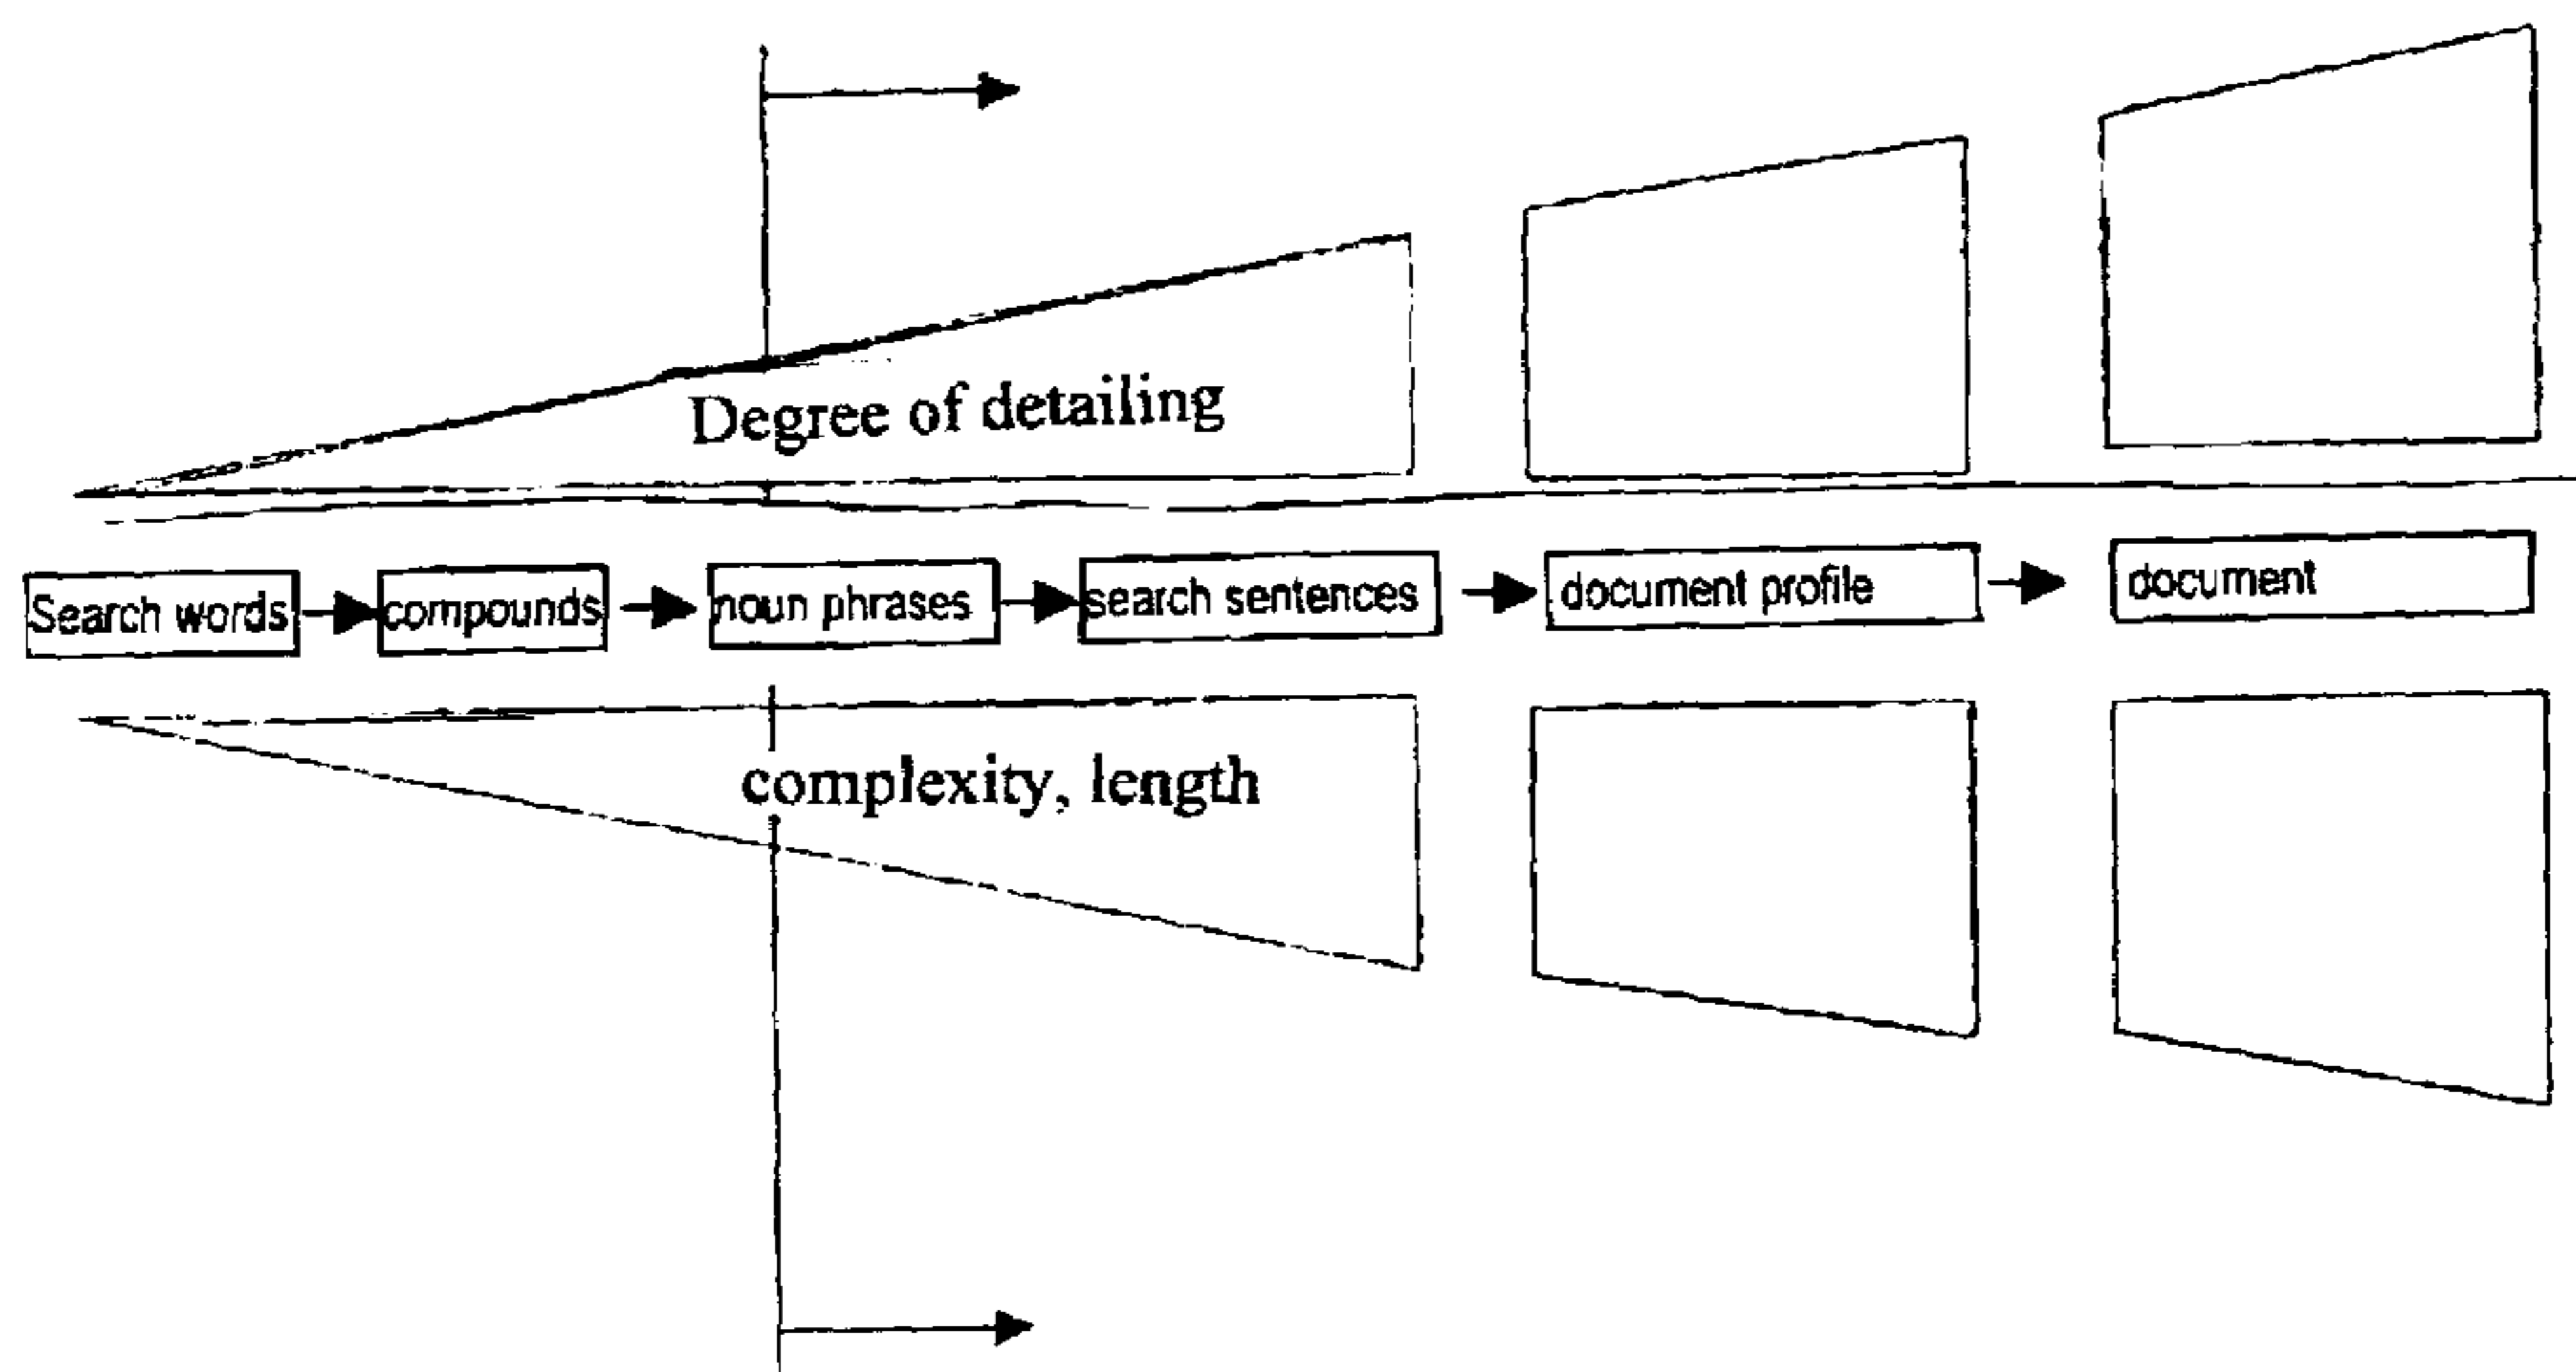 Degree of detailing
Search words
compounds
noun phrases
search sentences
document profile
document
complexity, length